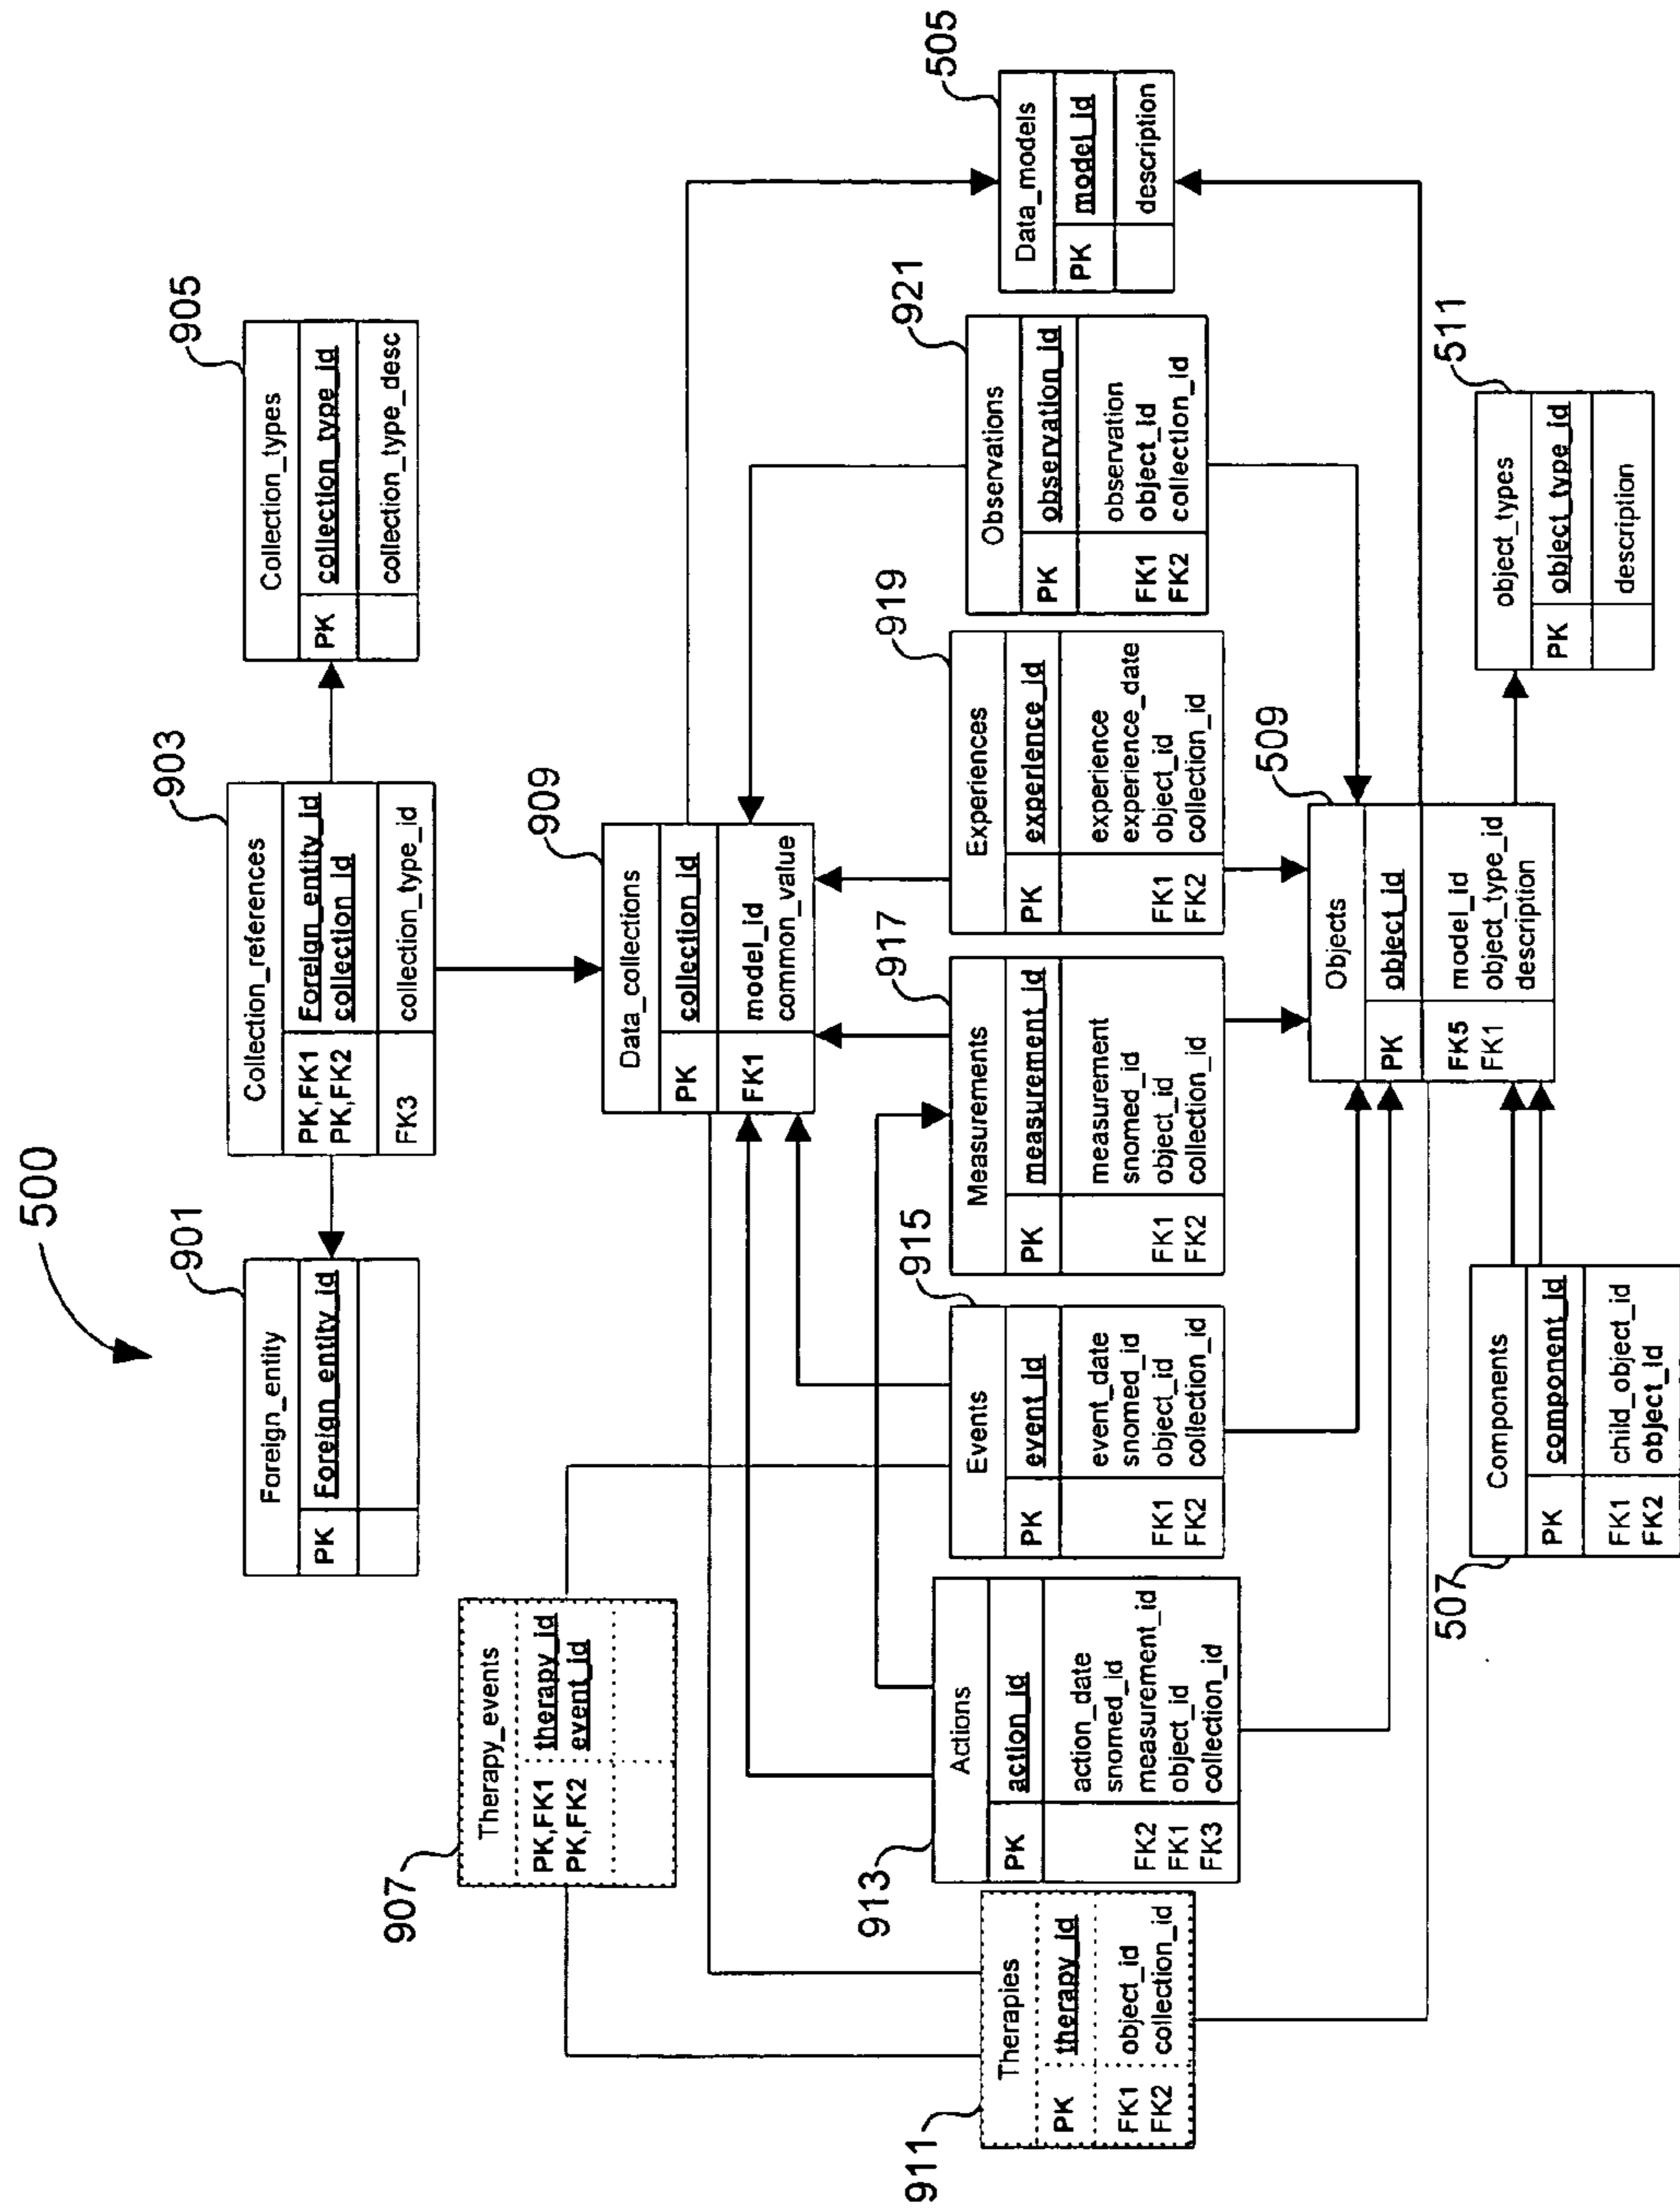 500
901
Foreign_entity
PK Foreign_entity_id
903
Collection_references
PK,FK1 Foreign_entity_id
PK,FK2 collection_id
FK3 collection_type_id
905
Collection_types
PK collection_type_id
collection_type_desc
907
Therapy_events
PK,FK1 therapy_id
PK,FK2 event_id
909
Data_collections
PK collection_id
FK1 model_id
common_value
911
Therapies
PK therapy_id
FK1 object_id
FK2 collection_id
913
Actions
PK action_id
action_date
snomed_id
FK2 measurement_id
FK1 object_id
FK3 collection_id
915
Events
PK event_id
event_date
snomed_id
FK1 object_id
FK2 collection_id
917
Measurements
PK measurement_id
measurement
snomed_id
FK1 object_id
FK2 collection_id
919
Experiences
PK experience_id
experience
experience_date
FK1 object_id
FK2 collection_id
921
Observations
PK observation_id
observation
FK1 object_id
FK2 collection_id
505
Data_models
PK model_id
description
507
Components
PK component_id
FK1 child_object_id
FK2 object_id
509
Objects
PK object_id
FK5 model_id
FK1 object_type_id
description
511
object_types
PK object_type_id
description